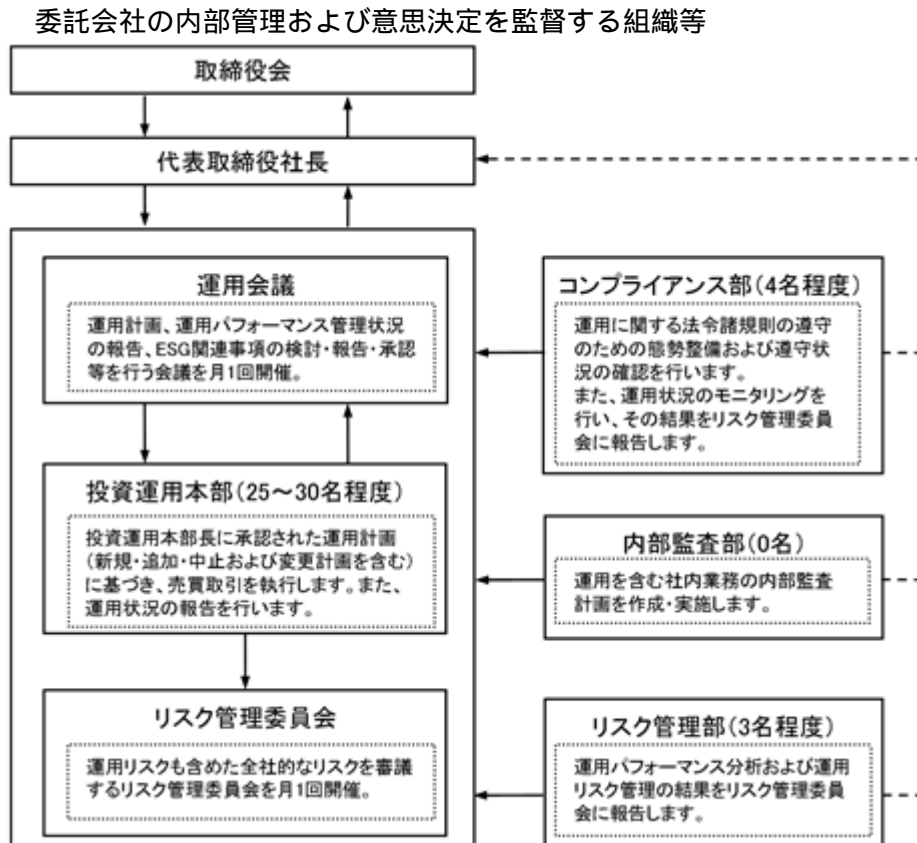 委託会社の内部管理および意思決定を監督する組織等
取締役会
代表取締役社長
運用会議
運用計画、運用パフォーマンス管理状況
の報告、ESG関連事項の検討・報告・承認
等を行う会議を月1回開催。
投資運用本部(25～30名程度)
投資運用本部長に承認された運用計画
(新規・追加・中止および変更計画を含む)
に基づき、売買取引を執行します。また、
運用状況の報告を行います。
リスク管理委員会
運用リスクも含めた全社的なリスクを審議
するリスク管理委員会を月1回開催。
コンプライアンス部(4名程度)
運用に関する法令諸規則の遵守
のための態勢整備および遵守状
況の確認を行います。
また、運用状況のモニタリングを
行い、その結果をリスク管理委員
会に報告します。
内部監査部(0名)
運用を含む社内業務の内部監査
計画を作成・実施します。
リスク管理部(3名程度)
運用パフォーマンス分析および運用
リスク管理の結果をリスク管理委員
会に報告します。